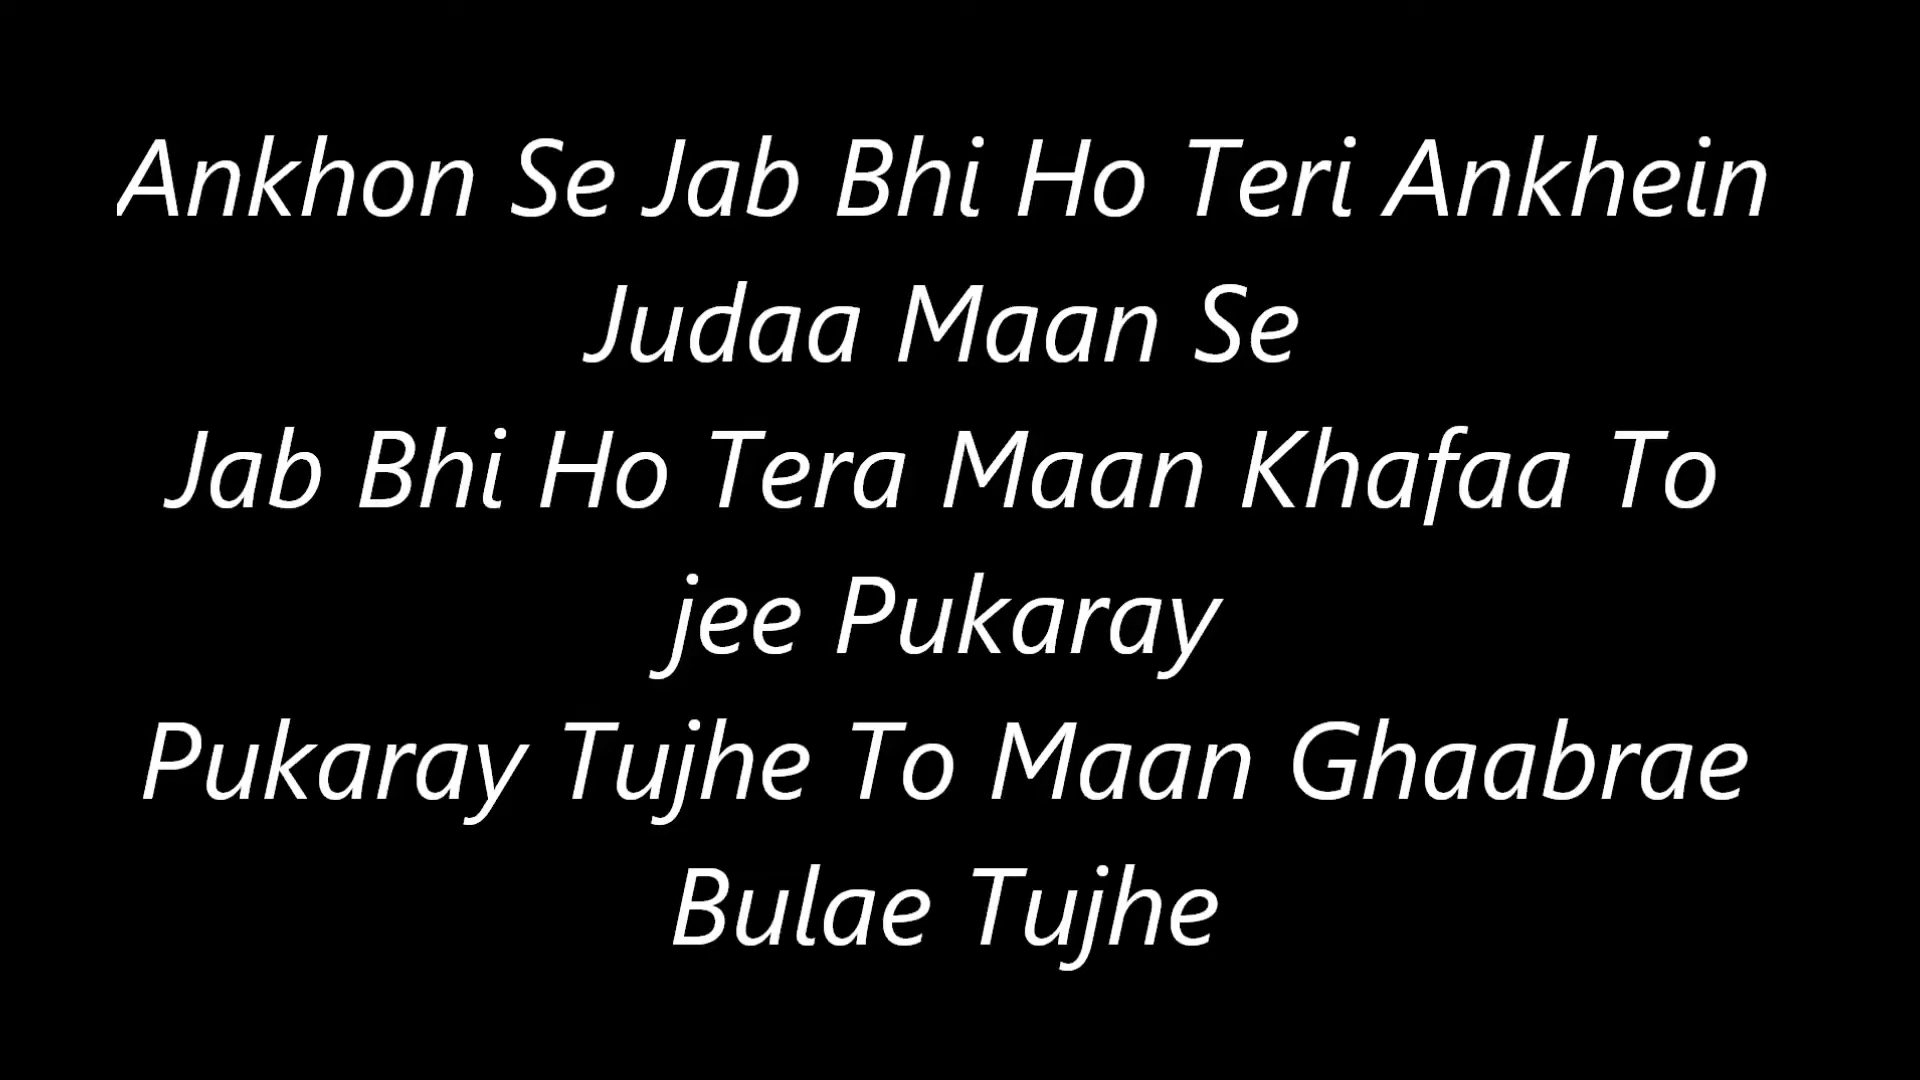 Ankhon Se Jab Bhi Ho Teri Ankhein
Judaa Maan Se
Jab Bhi Ho Tera Maan Khafaa To
jee Pukaray
Pukaray Tujhe To Maan Ghaabrae
Bulae Tujhe